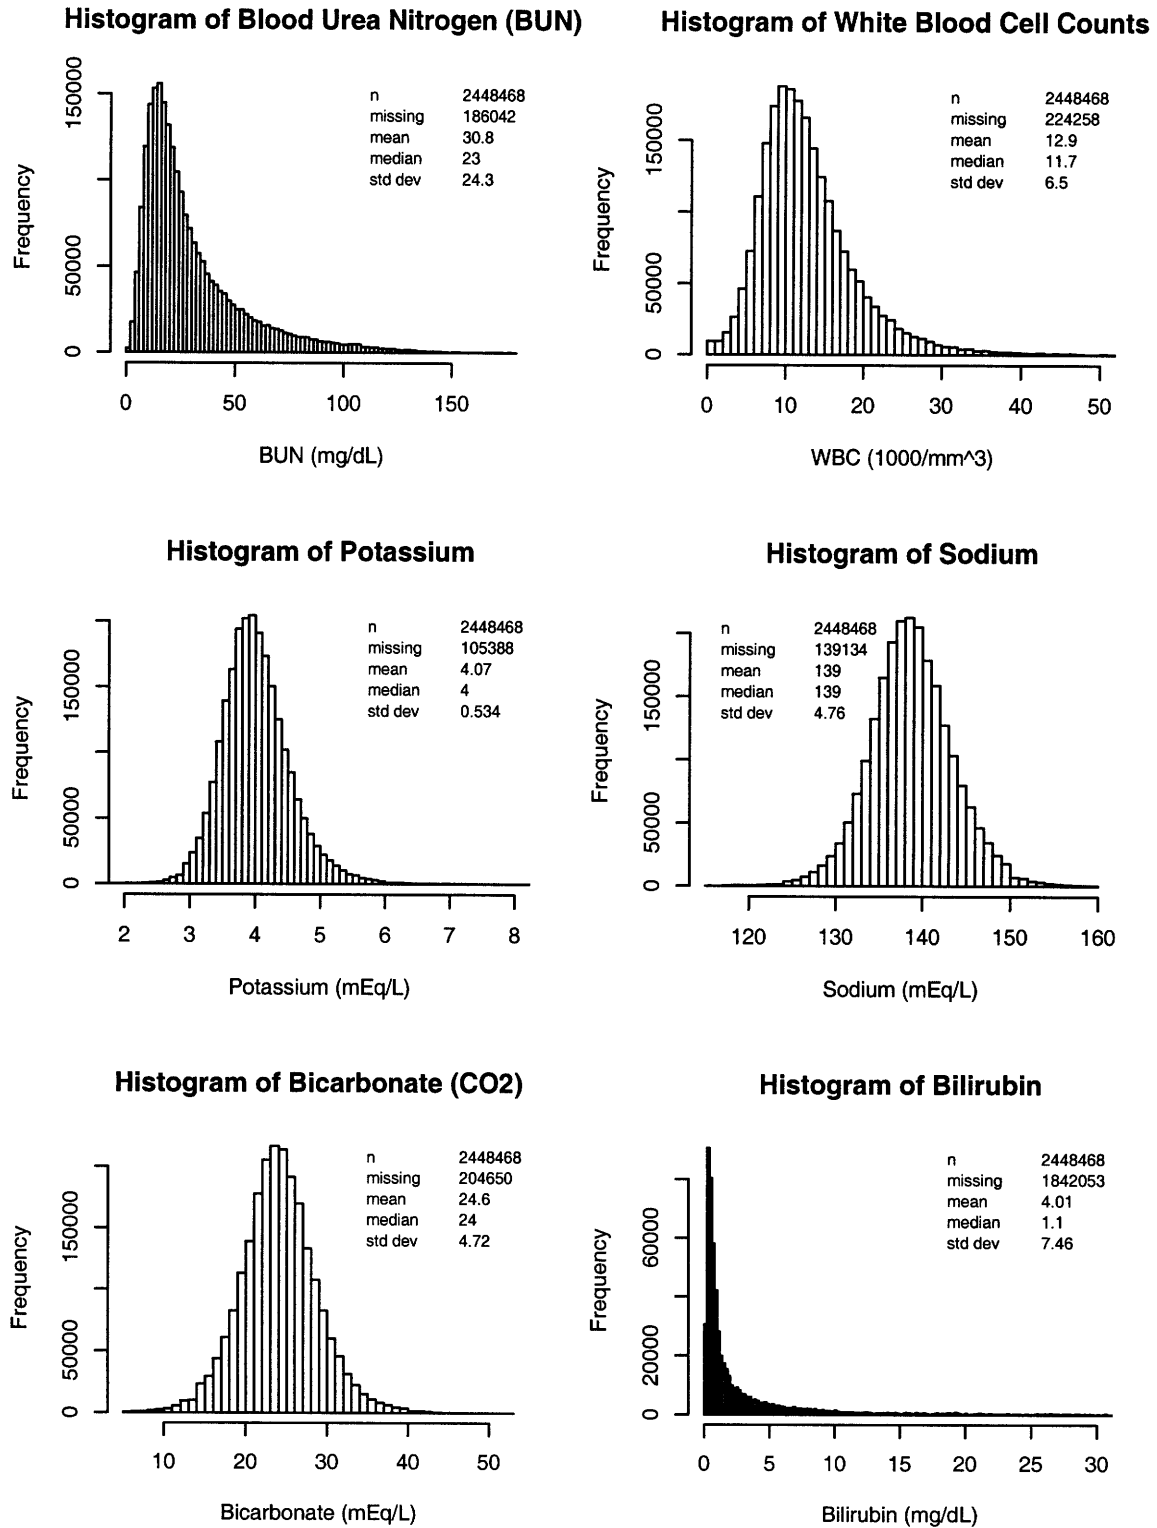 Histogram of Blood Urea Nitrogen (BUN)
n 2448468
missing 186042
mean 30.8
median 23
std dev 24.3
Frequency
0 50000 150000
0 50 100 150
BUN (mg/dL)
Histogram of White Blood Cell Counts
n 2448468
missing 224258
mean 12.9
median 11.7
std dev 6.5
Frequency
0 50000 150000
0 10 20 30 40 50
WBC (1000/mm^3)
Histogram of Potassium
n 2448468
missing 105388
mean 4.07
median 4
std dev 0.534
Frequency
0 50000 150000
2 3 4 5 6 7 8
Potassium (mEq/L)
Histogram of Sodium
n 2448468
missing 139134
mean 139
median 139
std dev 4.76
Frequency
0 50000 150000
120 130 140 150 160
Sodium (mEq/L)
Histogram of Bicarbonate (CO2)
n 2448468
missing 204650
mean 24.6
median 24
std dev 4.72
Frequency
0 50000 150000
10 20 30 40 50
Bicarbonate (mEq/L)
Histogram of Bilirubin
n 2448468
missing 1842053
mean 4.01
median 1.1
std dev 7.46
Frequency
0 20000 60000
0 5 10 15 20 25 30
Bilirubin (mg/dL)